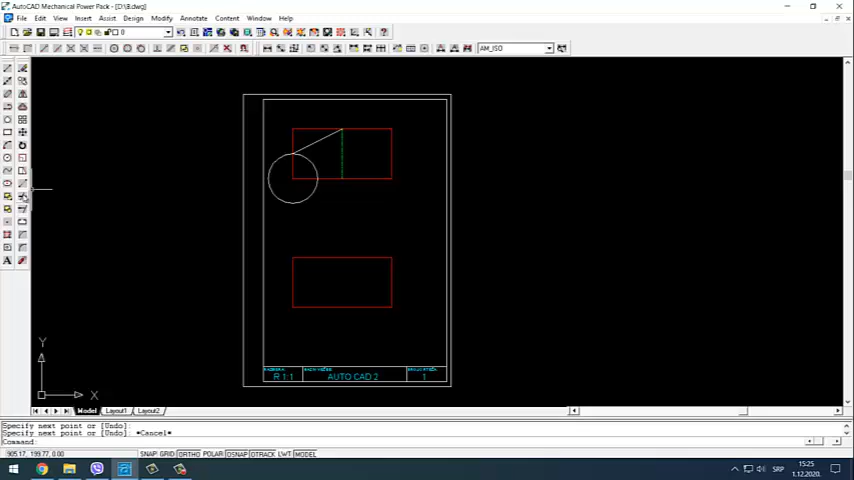 AutoCAD Mechanical Power Pack - [D:\8.dwg]
File Edit View Insert Assist Design Modify Annotate Content Window Help
0
AM_ISO
R 1:1 AUTO CAD 2 1
Y
X
Model Layout1 Layout2
Specify next point or [Undo]:
Specify next point or [Undo]: *Cancel*
Command:
905.17, 199.77, 0.00 SNAP GRID ORTHO POLAR OSNAP OTRACK LWT MODEL
SRP 15:25
1.12.2020.